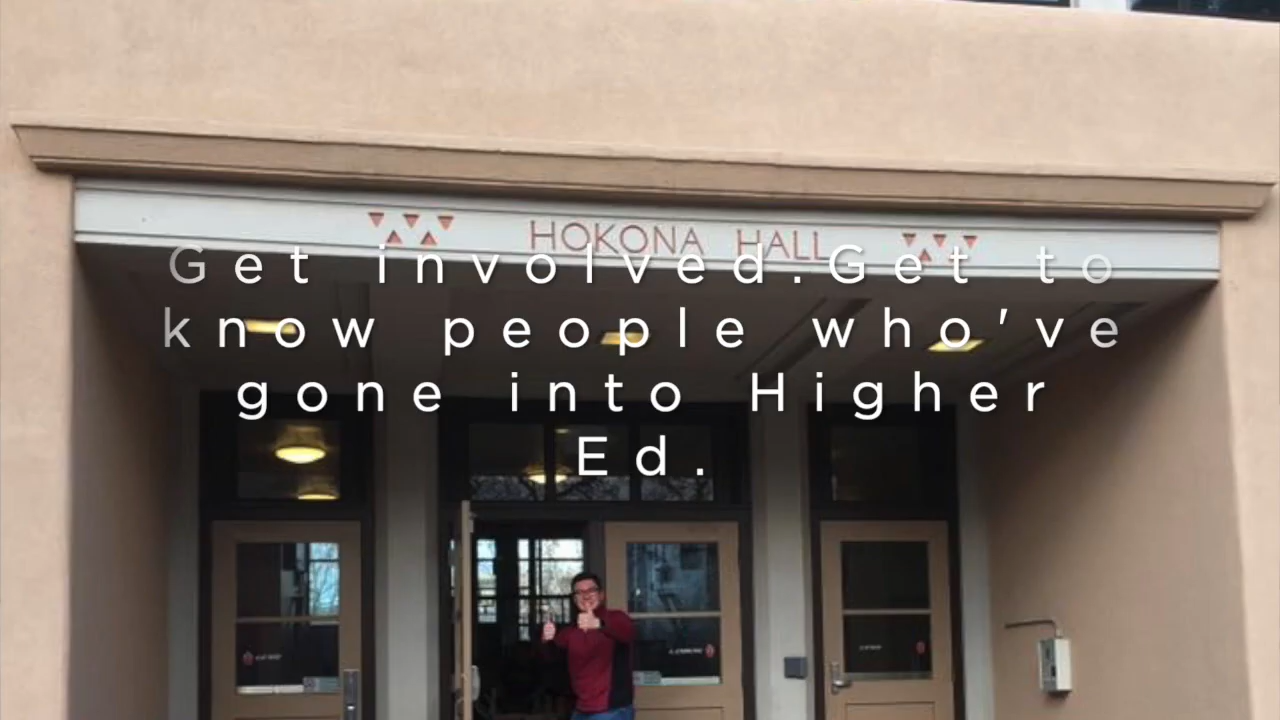 HOKONA HALL
Get involved.Get to
know people who've
gone into Higher
Ed.